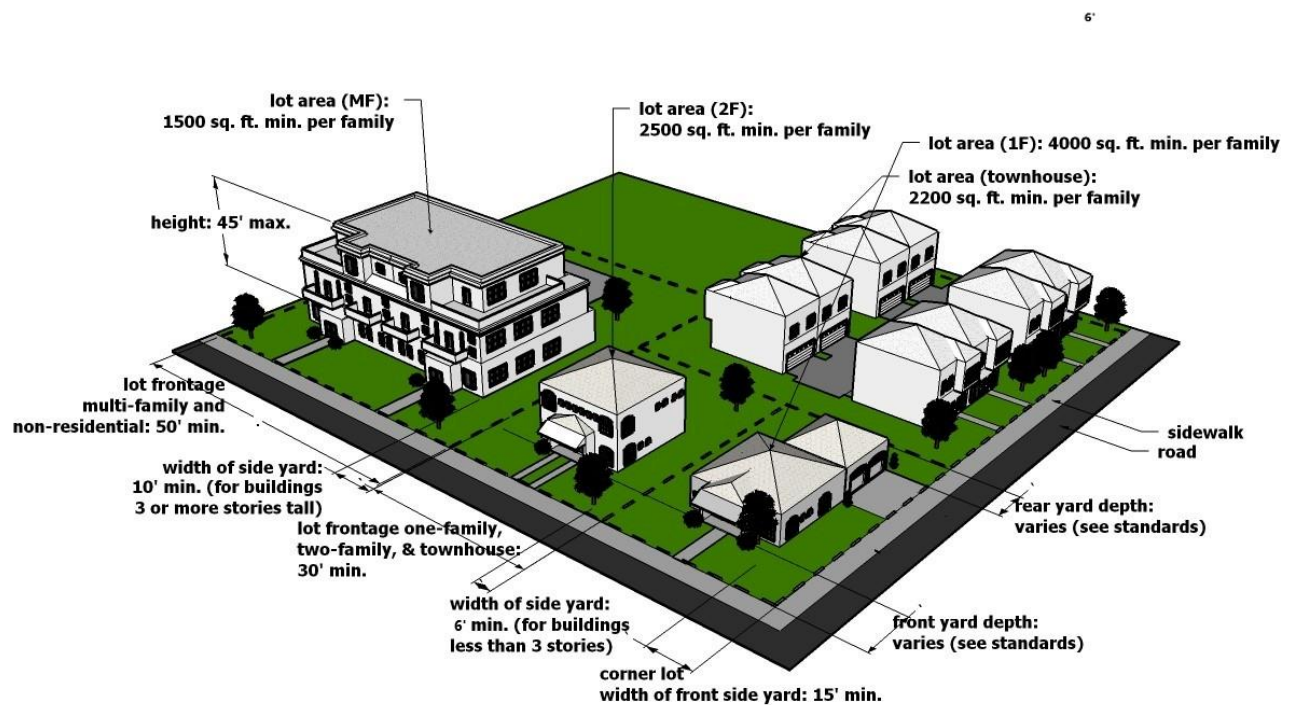 6'
lot area (MF):
1500 sq. ft. min. per family
lot area (2F):
2500 sq. ft. min. per family
lot area (1F): 4000 sq. ft. min. per family
lot area (townhouse):
2200 sq. ft. min. per family
height: 45' max.
lot frontage
multi-family and
non-residential: 50' min.
width of side yard:
10' min. (for buildings
3 or more stories tall)
lot frontage one-family,
two-family, & townhouse:
30' min.
width of side yard:
6' min. (for buildings
less than 3 stories)
corner lot
width of front side yard: 15' min.
front yard depth:
varies (see standards)
rear yard depth:
varies (see standards)
sidewalk
road